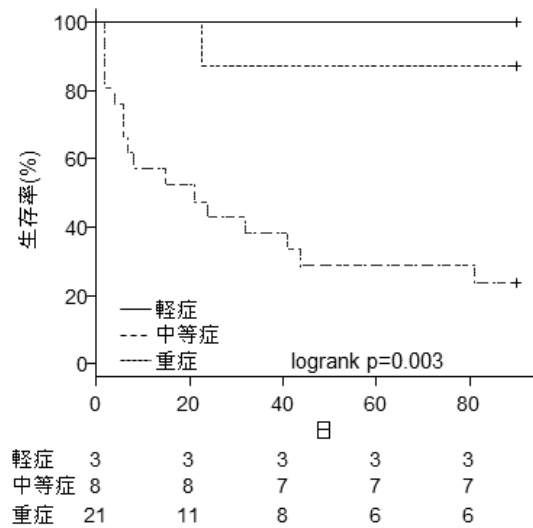 100
80
60
40
20
0
生存率(%)
軽症
中等症
重症
logrank p=0.003
0 20 40 60 80
日
軽症 3 3 3 3 3
中等症 8 8 7 7 7
重症 21 11 8 6 6